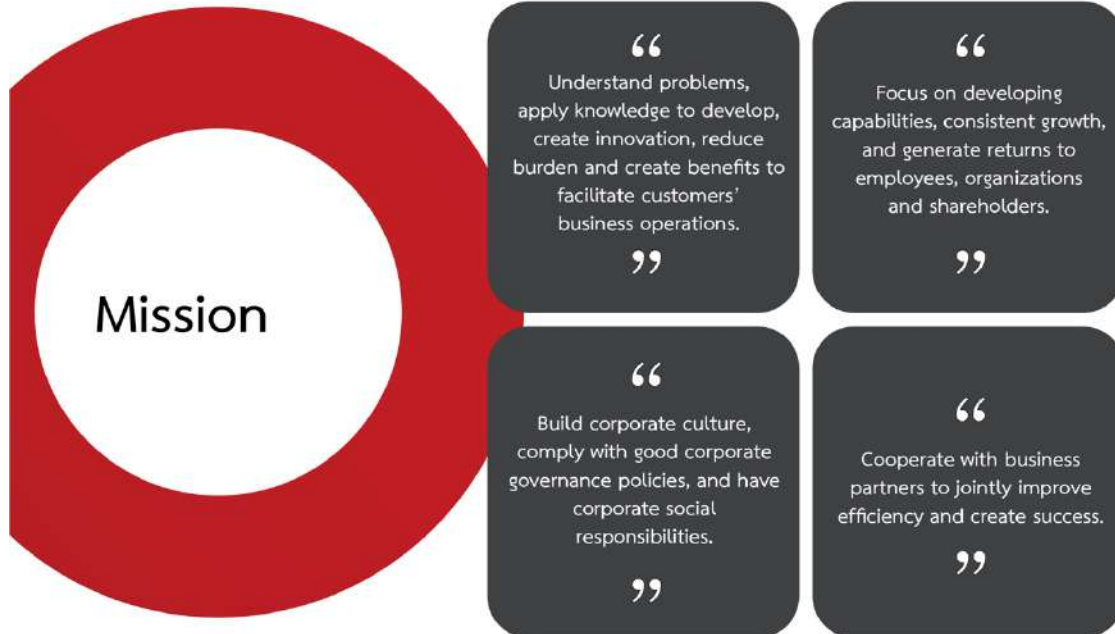 Mission
“
Understand problems,
apply knowledge to develop,
create innovation, reduce
burden and create benefits to
facilitate customers’
business operations.
”
“
Focus on developing
capabilities, consistent growth,
and generate returns to
employees, organizations
and shareholders.
”
“
Build corporate culture,
comply with good corporate
governance policies, and have
corporate social
responsibilities.
”
“
Cooperate with business
partners to jointly improve
efficiency and create success.
”